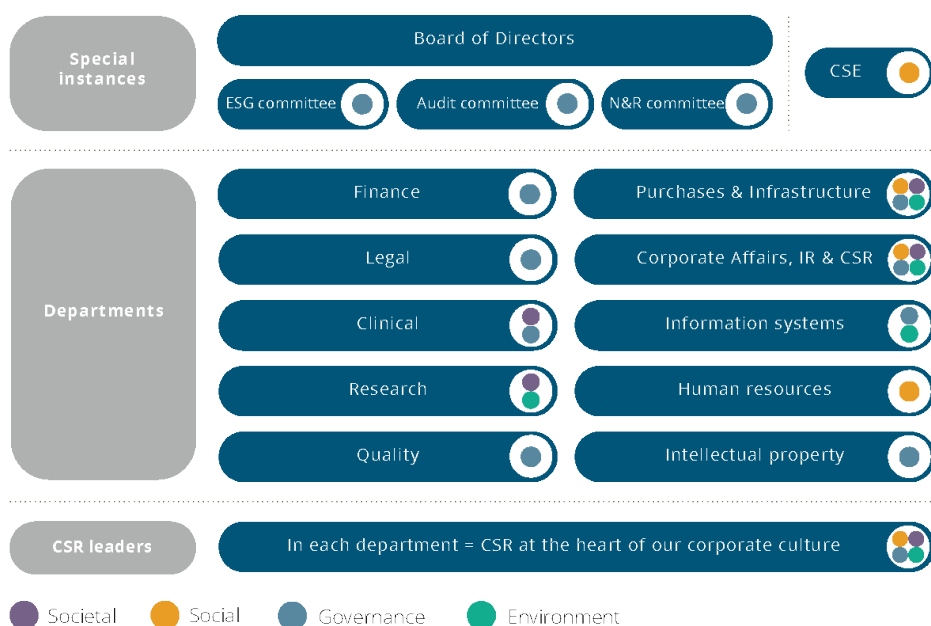 Special
instances
Board of Directors
ESG committee
Audit committee
N&R committee
CSE
Departments
Finance
Purchases & Infrastructure
Legal
Corporate Affairs, IR & CSR
Clinical
Information systems
Research
Human resources
Quality
Intellectual property
CSR leaders
In each department = CSR at the heart of our corporate culture
Societal
Social
Governance
Environment